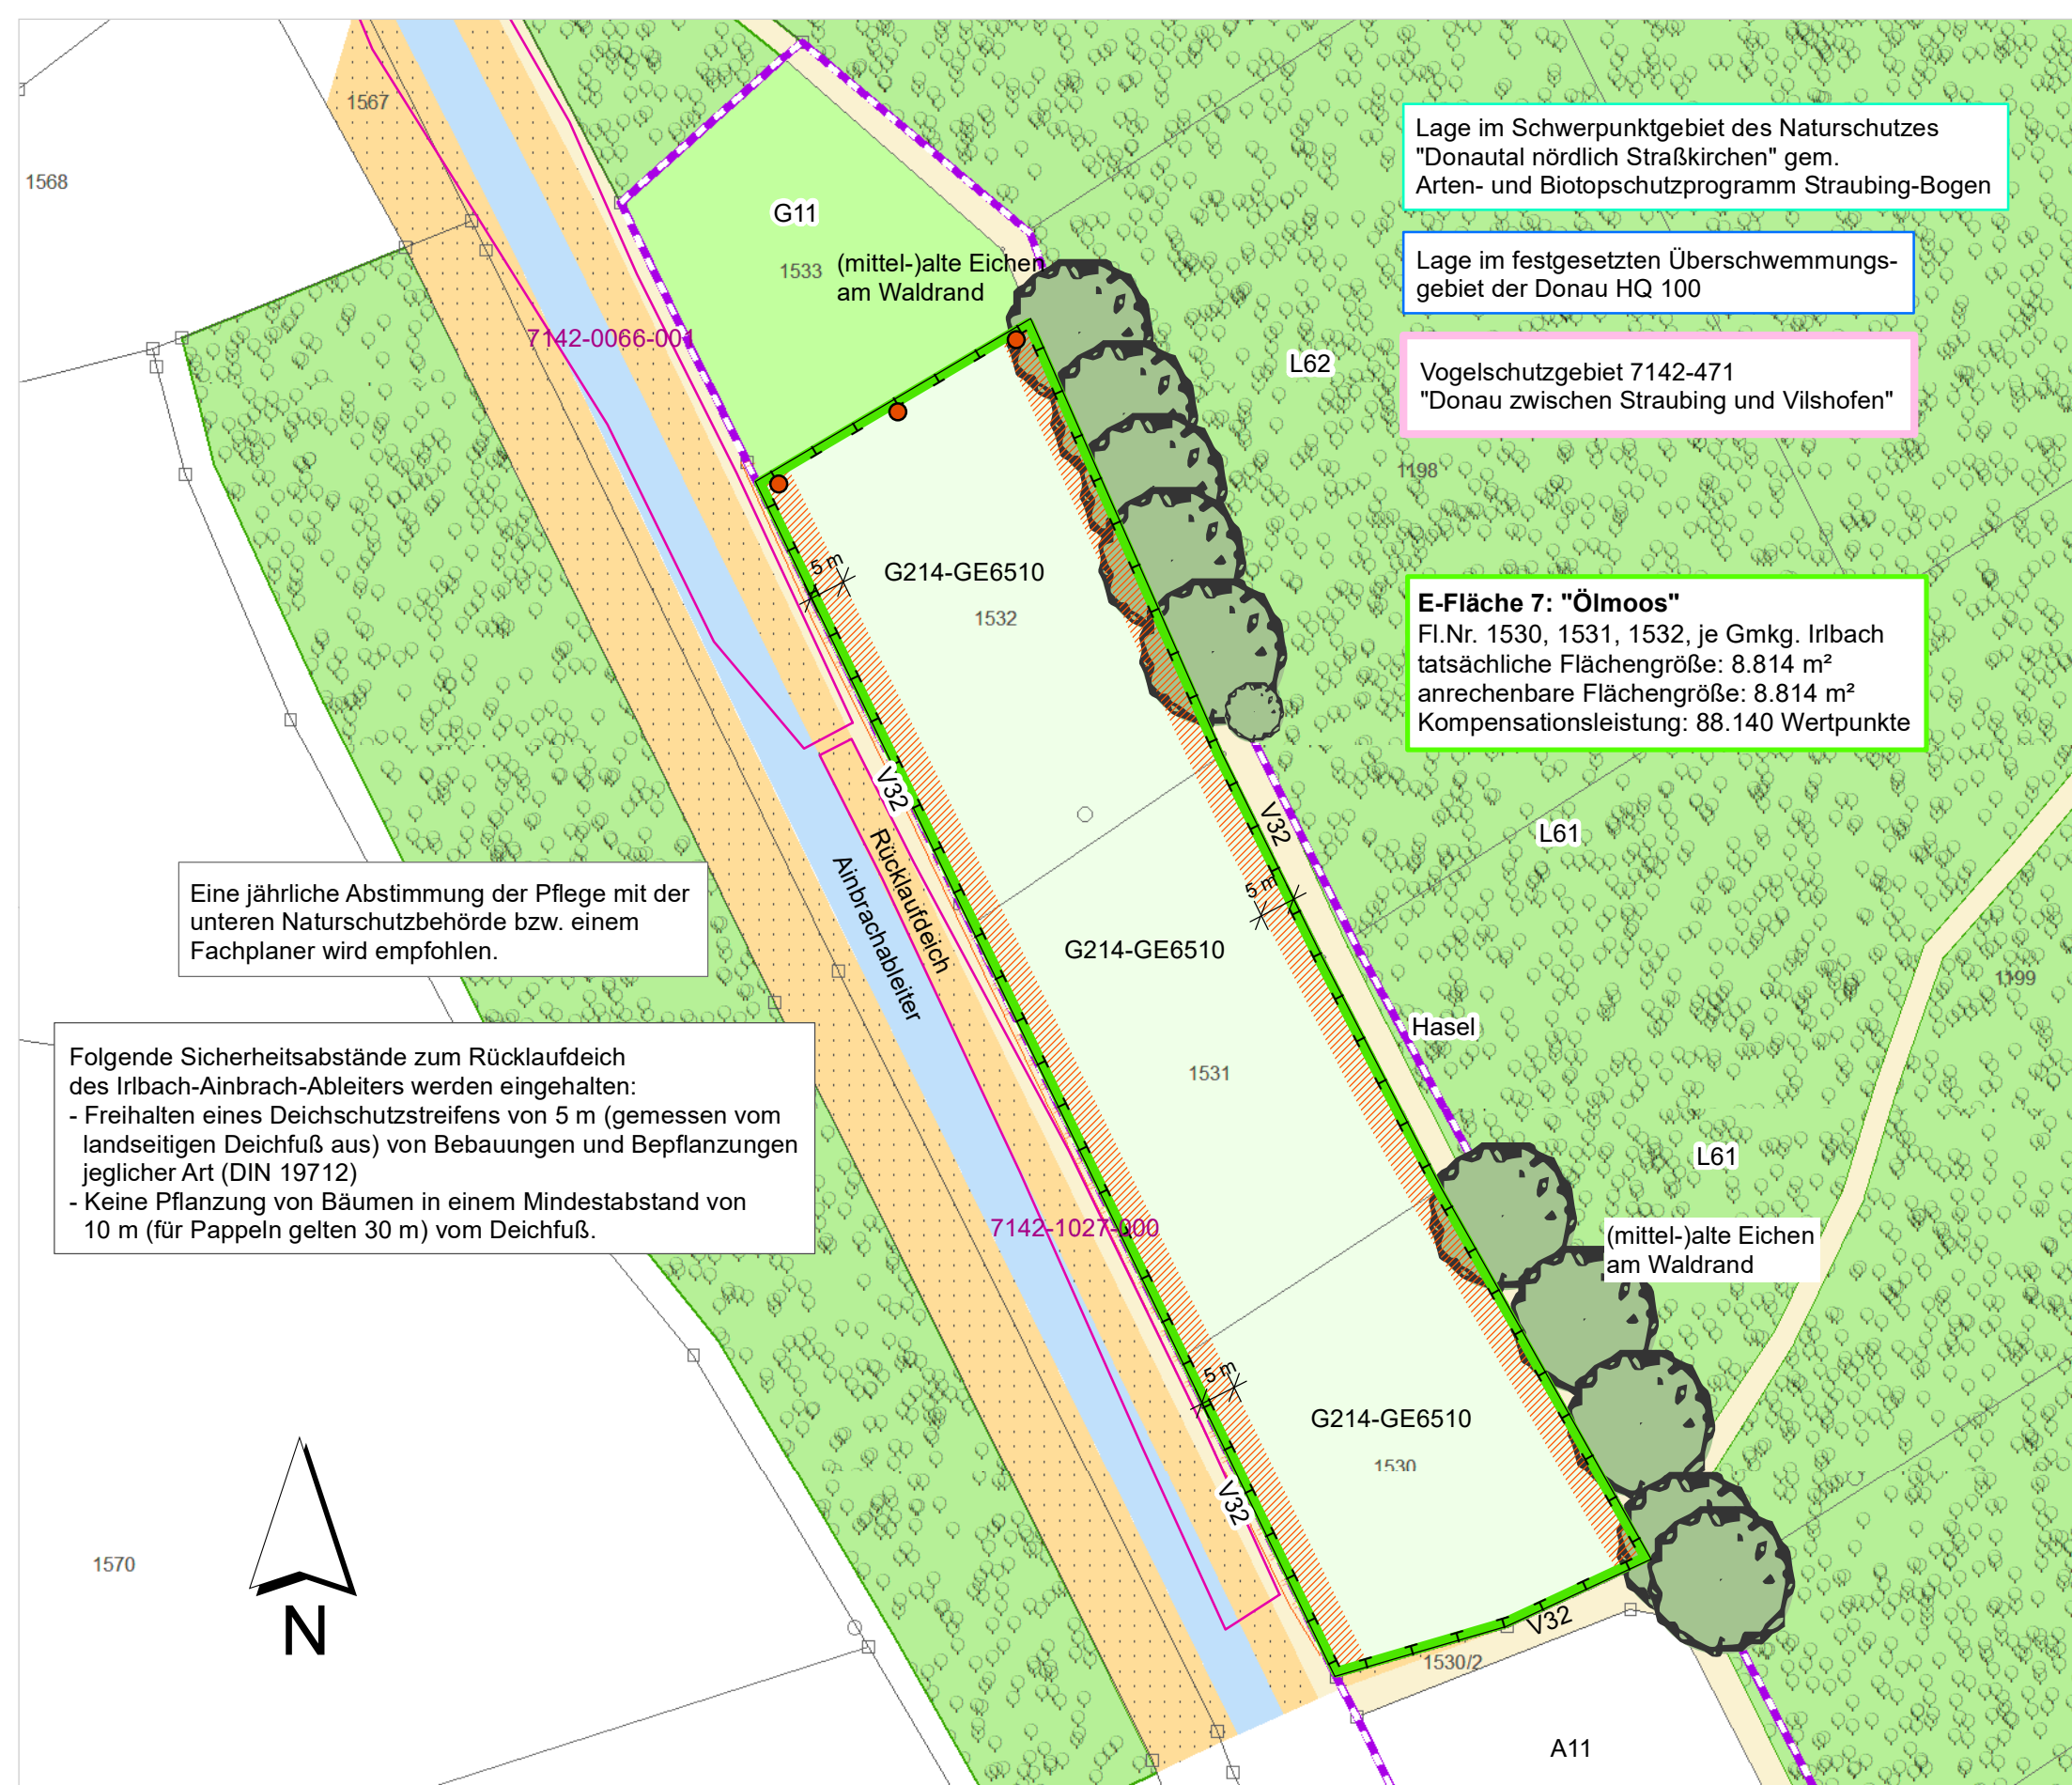 1567
1568
Lage im Schwerpunktgebiet des Naturschutzes
"Donautal nördlich Straßkirchen" gem.
Arten- und Biotopschutzprogramm Straubing-Bogen
G11
1533
(mittel-)alte Eichen
am Waldrand
Lage im festgesetzten Überschwemmungs-
gebiet der Donau HQ 100
7142-0066-001
L62
Vogelschutzgebiet 7142-471
"Donau zwischen Straubing und Vilshofen"
1198
5 m
G214-GE6510
1532
E-Fläche 7: "Ölmoos"
Fl.Nr. 1530, 1531, 1532, je Gmkg. Irlbach
tatsächliche Flächengröße: 8.814 m²
anrechenbare Flächengröße: 8.814 m²
Kompensationsleistung: 88.140 Wertpunkte
V32
V32
L61
Rücklaufdeich
Ainbrachableiter
Eine jährliche Abstimmung der Pflege mit der
unteren Naturschutzbehörde bzw. einem
Fachplaner wird empfohlen.
5 m
G214-GE6510
1199
Hasel
1531
Folgende Sicherheitsabstände zum Rücklaufdeich
des Irlbach-Ainbrach-Ableiters werden eingehalten:
- Freihalten eines Deichschutzstreifens von 5 m (gemessen vom
landseitigen Deichfuß aus) von Bebauungen und Bepflanzungen
jeglicher Art (DIN 19712)
- Keine Pflanzung von Bäumen in einem Mindestabstand von
10 m (für Pappeln gelten 30 m) vom Deichfuß.
L61
7142-1027-000
(mittel-)alte Eichen
am Waldrand
5 m
G214-GE6510
1530
V32
1570
N
V32
1530/2
A11